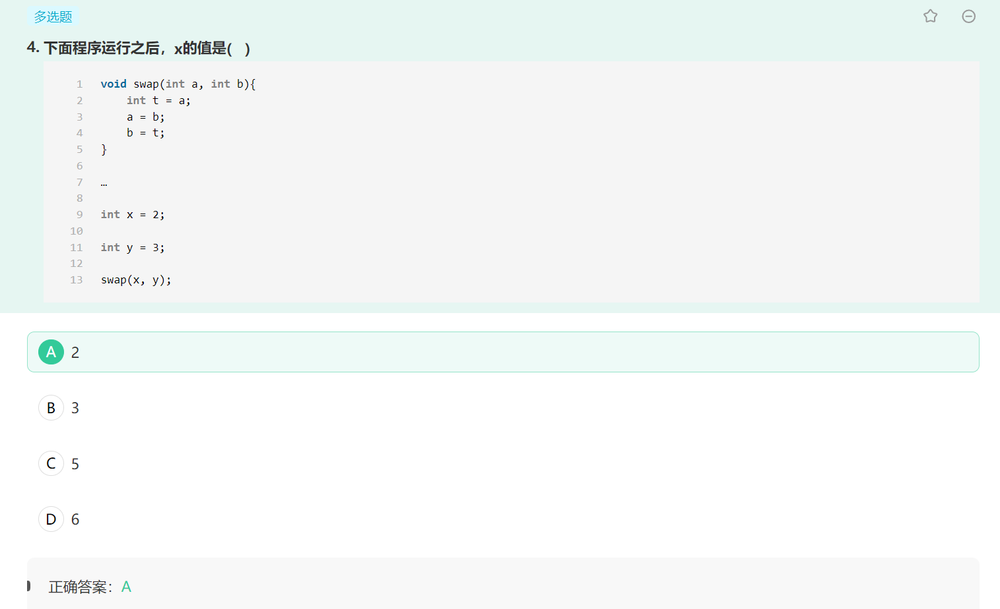 多选题
4. 下面程序运行之后，x的值是(   )
1 void swap(int a, int b){
2     int t = a;
3     a = b;
4     b = t;
5 }
6
7 …
8
9 int x = 2;
10
11 int y = 3;
12
13 swap(x, y);
A 2
B 3
C 5
D 6
正确答案：A